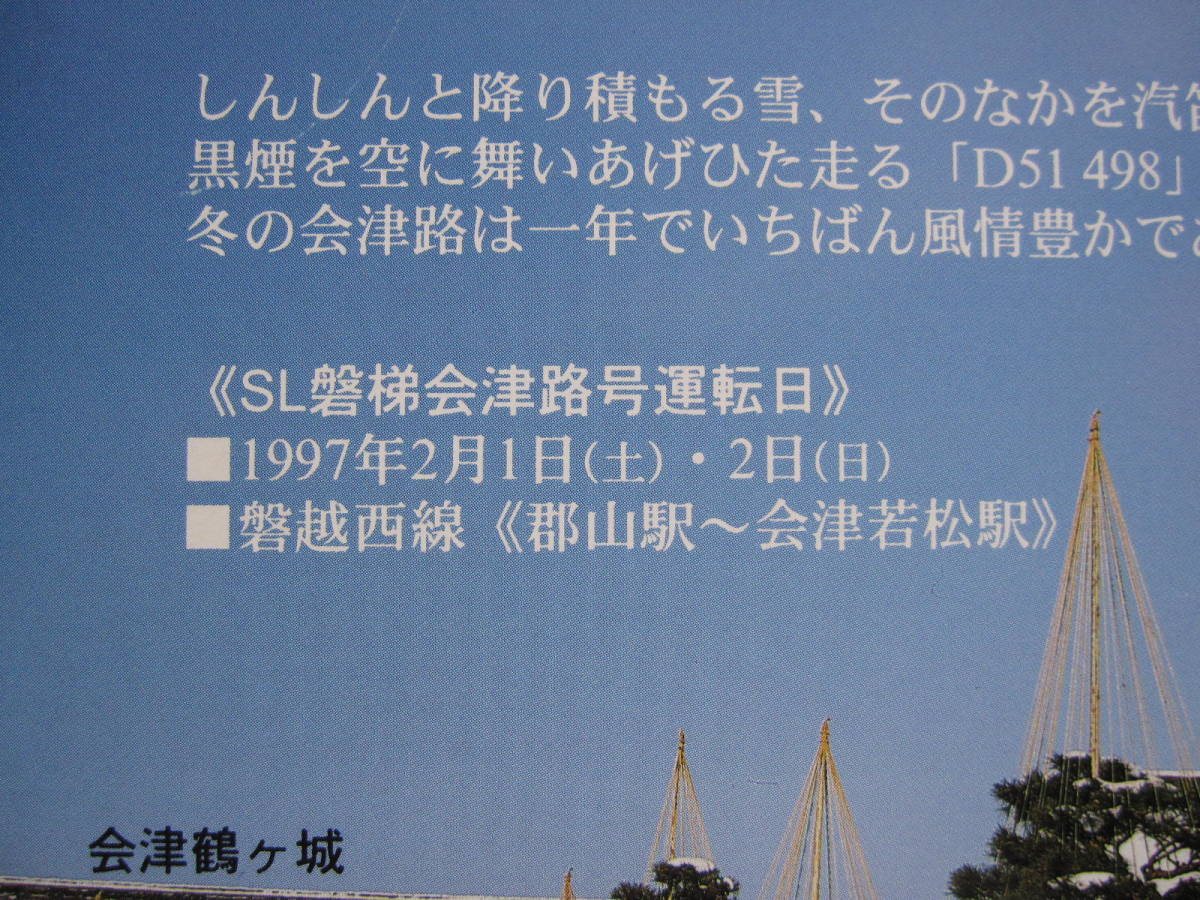 しんしんと降り積もる雪、そのなかを汽
黒煙を空に舞いあげひた走る「D51 498」
冬の会津路は一年でいちばん風情豊かで
《SL磐梯会津路号運転日》
■1997年2月1日(土)・2日(日)
■磐越西線《郡山駅～会津若松駅》
会津鶴ヶ城